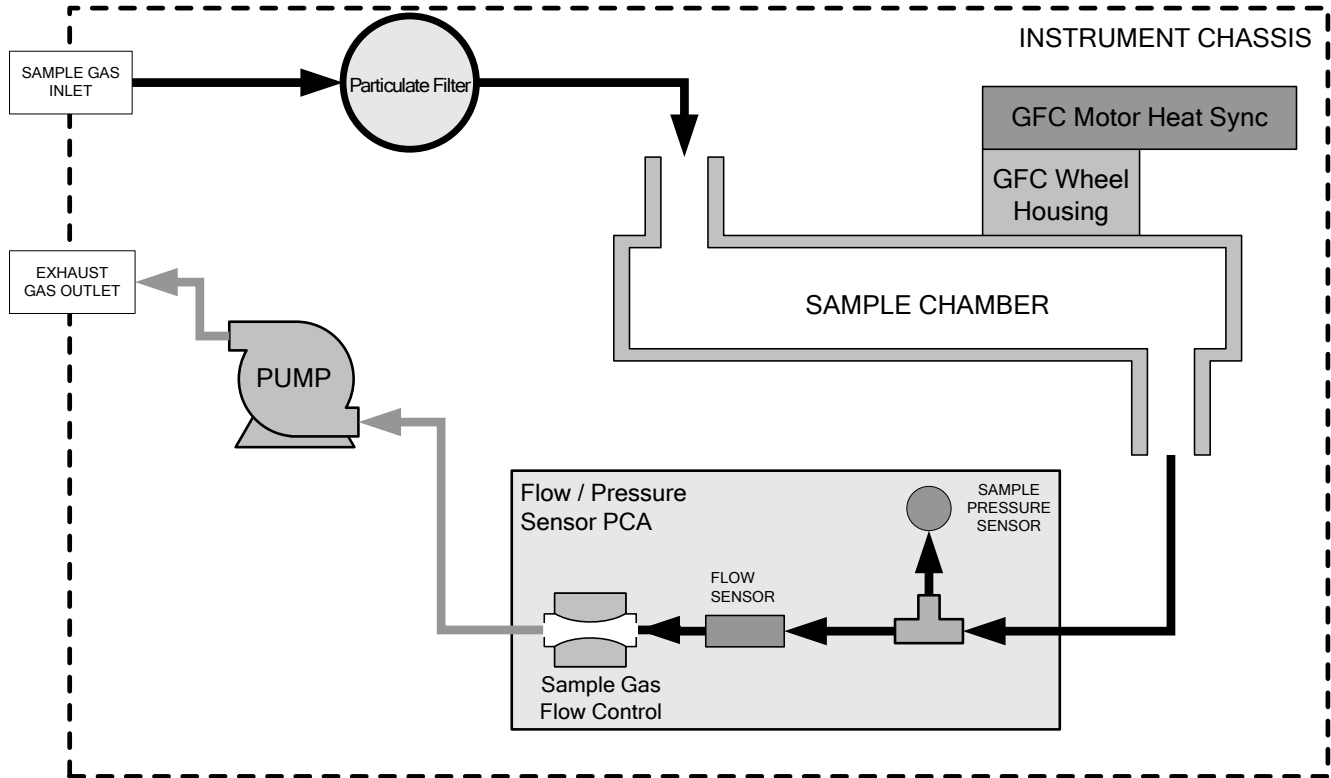 INSTRUMENT CHASSIS
SAMPLE GAS
INLET
Particulate Filter
GFC Motor Heat Sync
GFC Wheel
Housing
EXHAUST
GAS OUTLET
SAMPLE CHAMBER
PUMP
Flow / Pressure
Sensor PCA
SAMPLE
PRESSURE
SENSOR
FLOW
SENSOR
Sample Gas
Flow Control